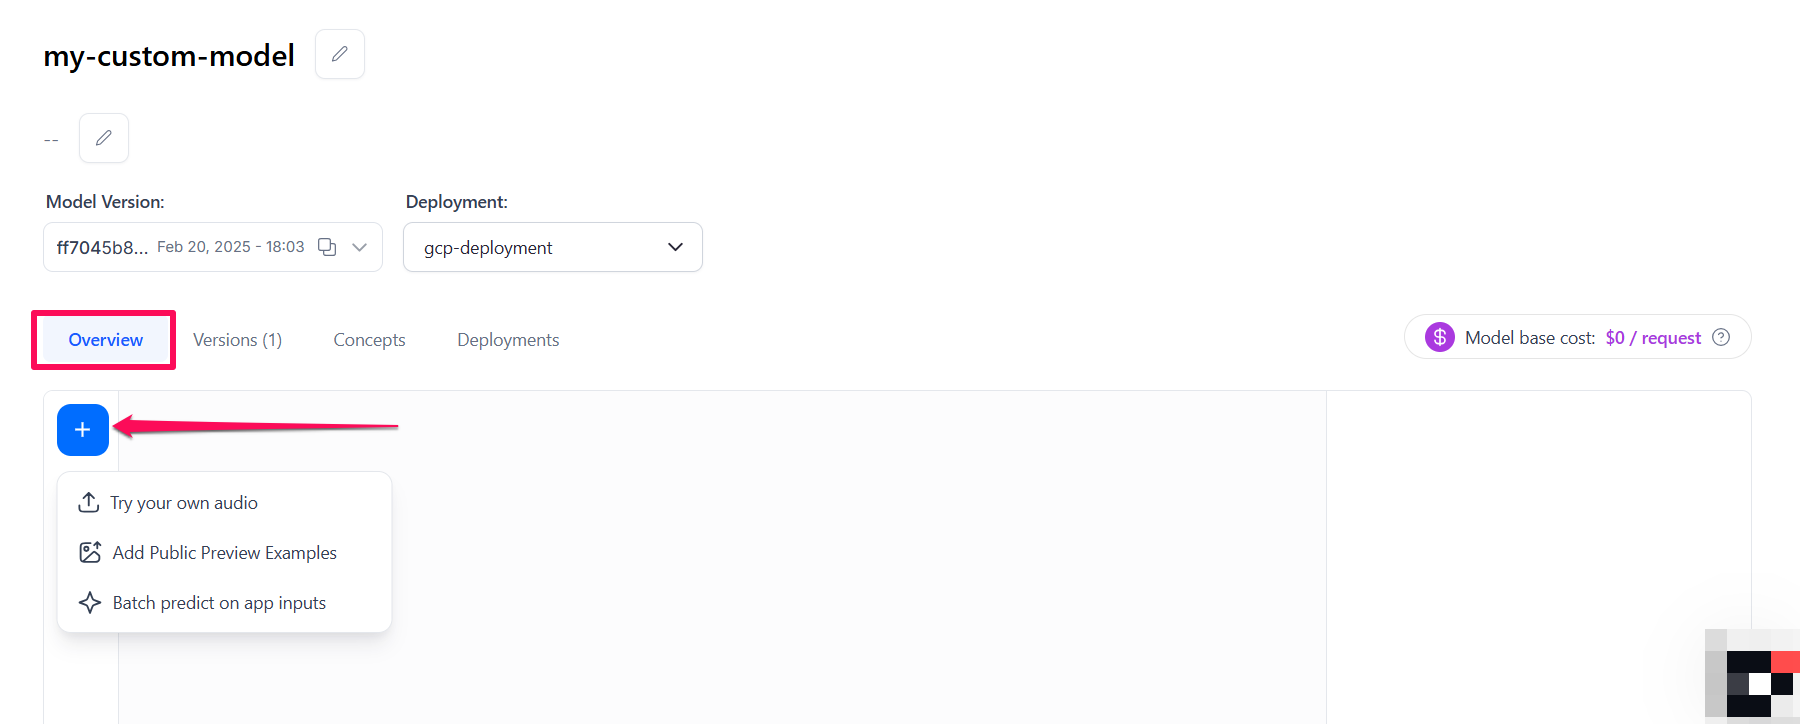 my-custom-model
--
Model Version:
Deployment:
ff7045b8... Feb 20, 2025 - 18:03
gcp-deployment
Overview
Versions (1)
Concepts
Deployments
$ Model base cost: $0 / request ?
+
Try your own audio
Add Public Preview Examples
Batch predict on app inputs